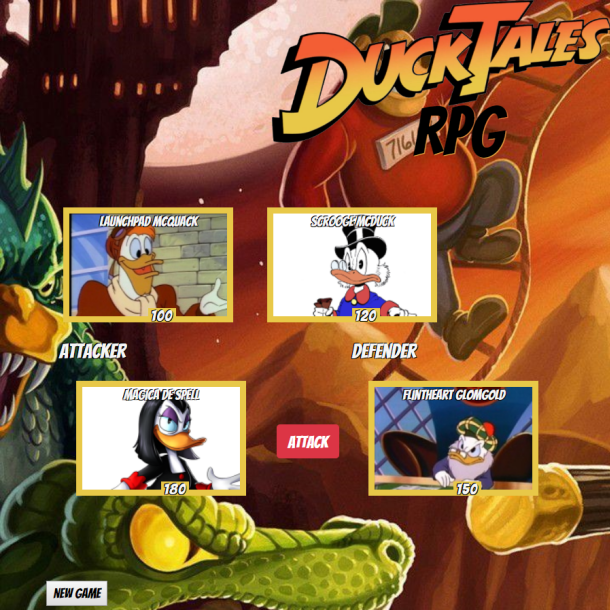 DUCKTALES
RPG
7161
LAUNCHPAD MCQUACK
100
SCROOGE MCDUCK
120
ATTACKER
DEFENDER
MAGICA DE SPELL
180
ATTACK
FLINTHEART GLOMGOLD
150
NEW GAME